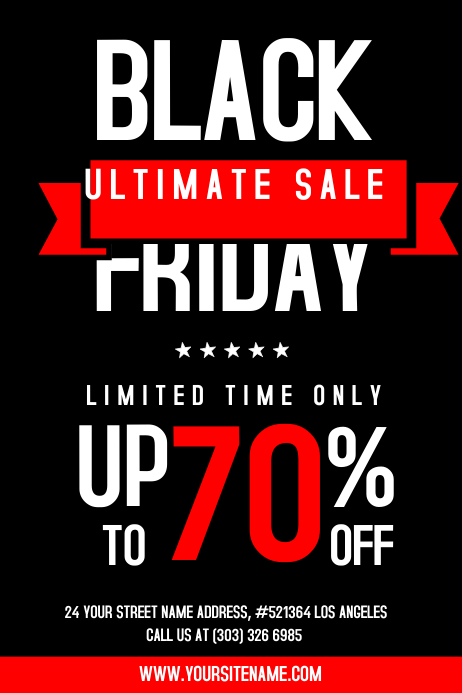 BLACK
ULTIMATE SALE
FRIDAY
LIMITED TIME ONLY
UP 70%
TO OFF
24 YOUR STREET NAME ADDRESS, #521364 LOS ANGELES
CALL US AT (303) 326 6985
WWW.YOURSITENAME.COM